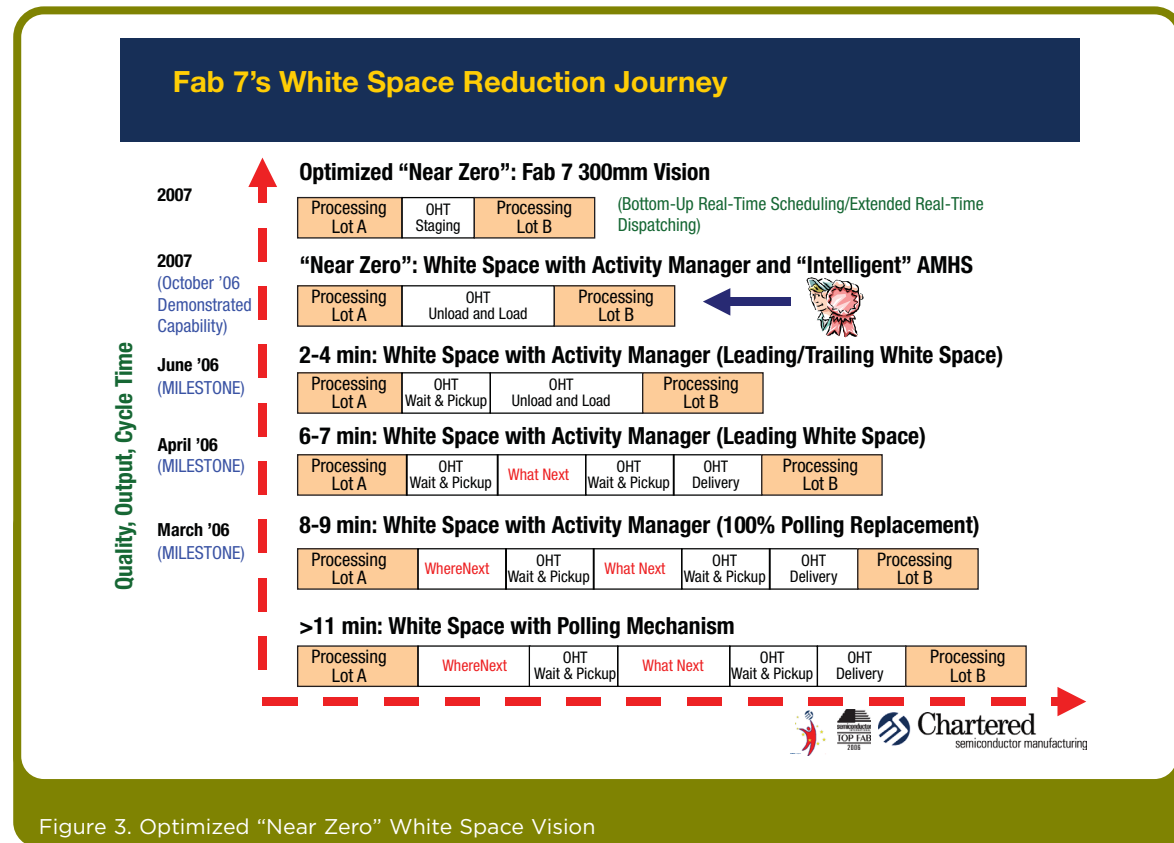 Fab 7's White Space Reduction Journey
Quality, Output, Cycle Time
2007
Optimized “Near Zero”: Fab 7 300mm Vision
Processing Lot A
OHT Staging
Processing Lot B
(Bottom-Up Real-Time Scheduling/Extended Real-Time
Dispatching)
2007
(October ’06
Demonstrated
Capability)
“Near Zero”: White Space with Activity Manager and “Intelligent” AMHS
Processing Lot A
OHT Unload and Load
Processing Lot B
June ’06
(MILESTONE)
2-4 min: White Space with Activity Manager (Leading/Trailing White Space)
Processing Lot A
OHT Wait & Pickup
OHT Unload and Load
Processing Lot B
April ’06
(MILESTONE)
6-7 min: White Space with Activity Manager (Leading White Space)
Processing Lot A
OHT Wait & Pickup
What Next
OHT Wait & Pickup
OHT Delivery
Processing Lot B
March ’06
(MILESTONE)
8-9 min: White Space with Activity Manager (100% Polling Replacement)
Processing Lot A
WhereNext
OHT Wait & Pickup
What Next
OHT Wait & Pickup
OHT Delivery
Processing Lot B
>11 min: White Space with Polling Mechanism
Processing Lot A
WhereNext
OHT Wait & Pickup
What Next
OHT Wait & Pickup
OHT Delivery
Processing Lot B
semiconductor
TOP FAB
2006
Chartered
semiconductor manufacturing
Figure 3. Optimized “Near Zero” White Space Vision